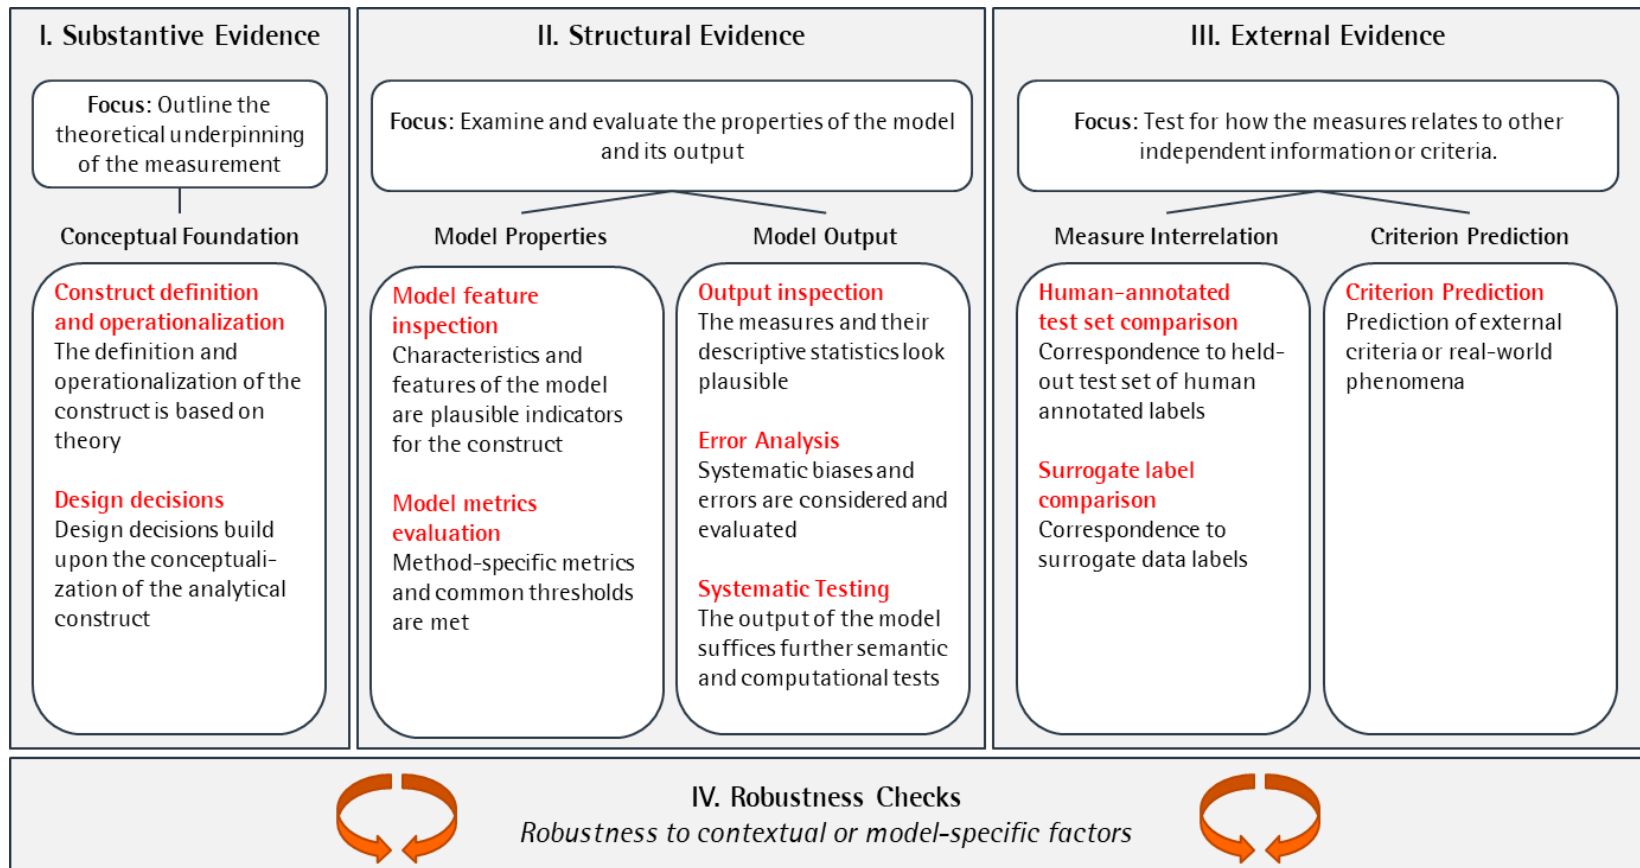 I. Substantive Evidence
Focus: Outline the
theoretical underpinning
of the measurement
Conceptual Foundation
Construct definition
and operationalization
The definition and
operationalization of the
construct is based on
theory
Design decisions
Design decisions build
upon the conceptuali-
zation of the analytical
construct
II. Structural Evidence
Focus: Examine and evaluate the properties of the model
and its output
Model Properties
Model feature
inspection
Characteristics and
features of the model
are plausible indicators
for the construct
Model metrics
evaluation
Method-specific metrics
and common thresholds
are met
Model Output
Output inspection
The measures and their
descriptive statistics look
plausible
Error Analysis
Systematic biases and
errors are considered and
evaluated
Systematic Testing
The output of the model
suffices further semantic
and computational tests
III. External Evidence
Focus: Test for how the measures relates to other
independent information or criteria.
Measure Interrelation
Human-annotated
test set comparison
Correspondence to held-
out test set of human
annotated labels
Surrogate label
comparison
Correspondence to
surrogate data labels
Criterion Prediction
Criterion Prediction
Prediction of external
criteria or real-world
phenomena
IV. Robustness Checks
Robustness to contextual or model-specific factors